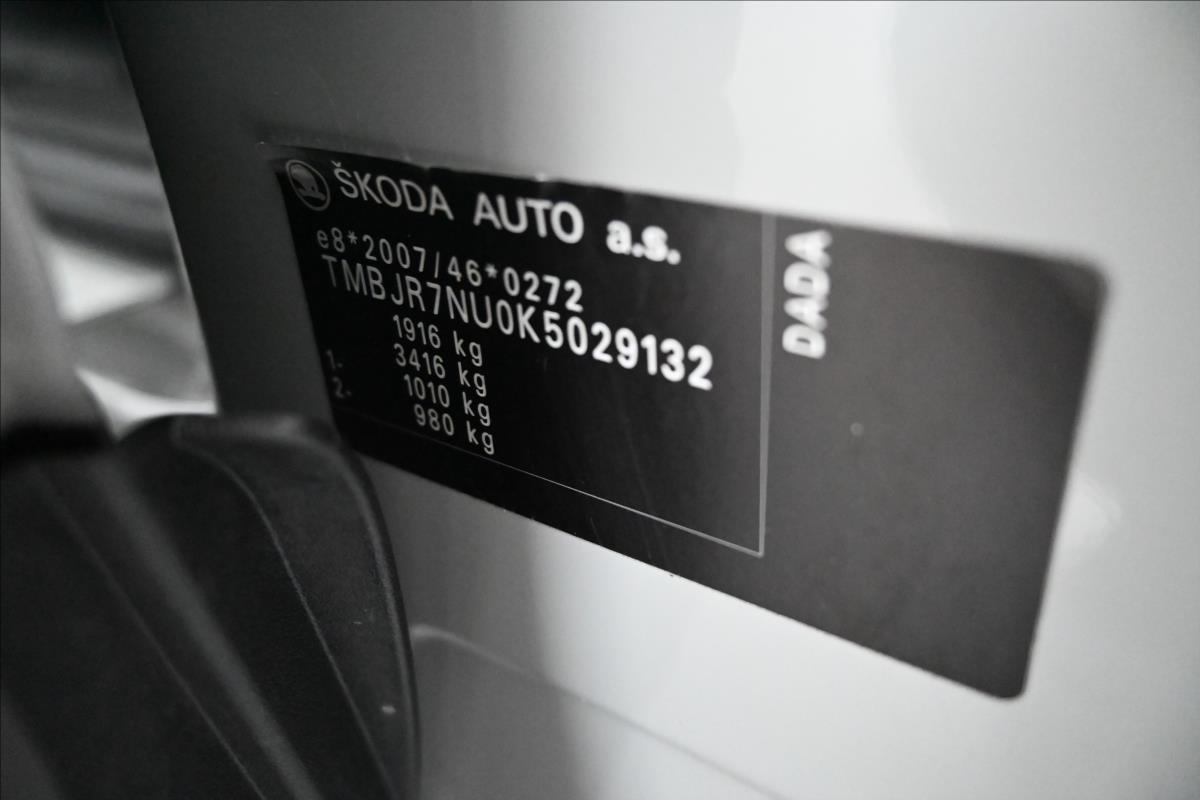 ŠKODA AUTO a.s.
e8*2007/46*0272
TMBJR7NU0K5029132
1916 kg
3416 kg
1- 1010 kg
2- 980 kg
DADA